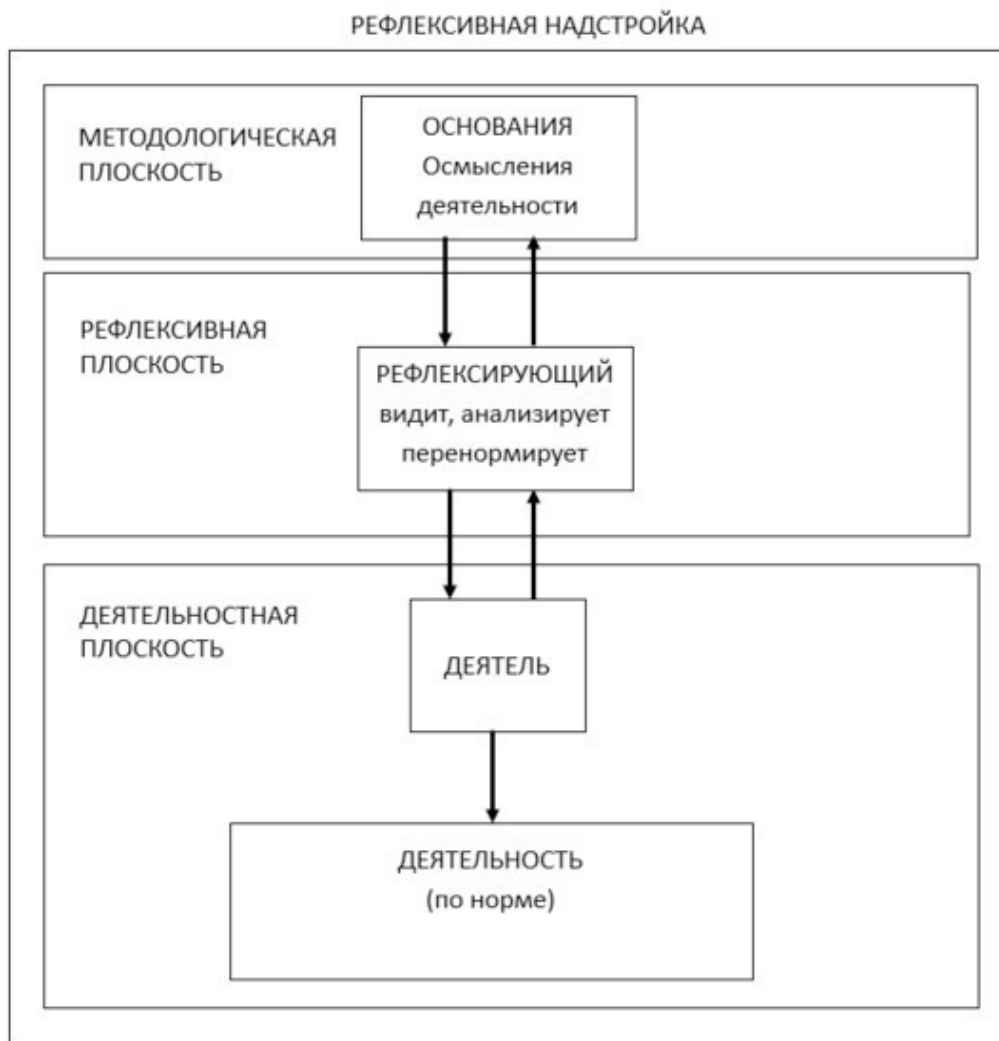 РЕФЛЕКСИВНАЯ НАДСТРОЙКА
МЕТОДОЛОГИЧЕСКАЯ
ПЛОСКОСТЬ
ОСНОВАНИЯ
Осмысления
деятельности
РЕФЛЕКСИВНАЯ
ПЛОСКОСТЬ
РЕФЛЕКСИРУЮЩИЙ
видит, анализирует
перенормирует
ДЕЯТЕЛЬНОСТНАЯ
ПЛОСКОСТЬ
ДЕЯТЕЛЬ
ДЕЯТЕЛЬНОСТЬ
(по норме)